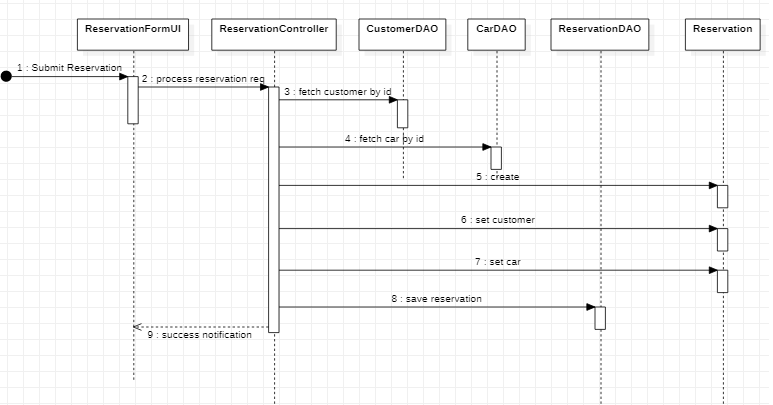 ReservationFormUI
ReservationController
CustomerDAO
CarDAO
ReservationDAO
Reservation
1 : Submit Reservation
2 : process reservation req
3 : fetch customer by id
4 : fetch car by id
5 : create
6 : set customer
7 : set car
8 : save reservation
9 : success notification